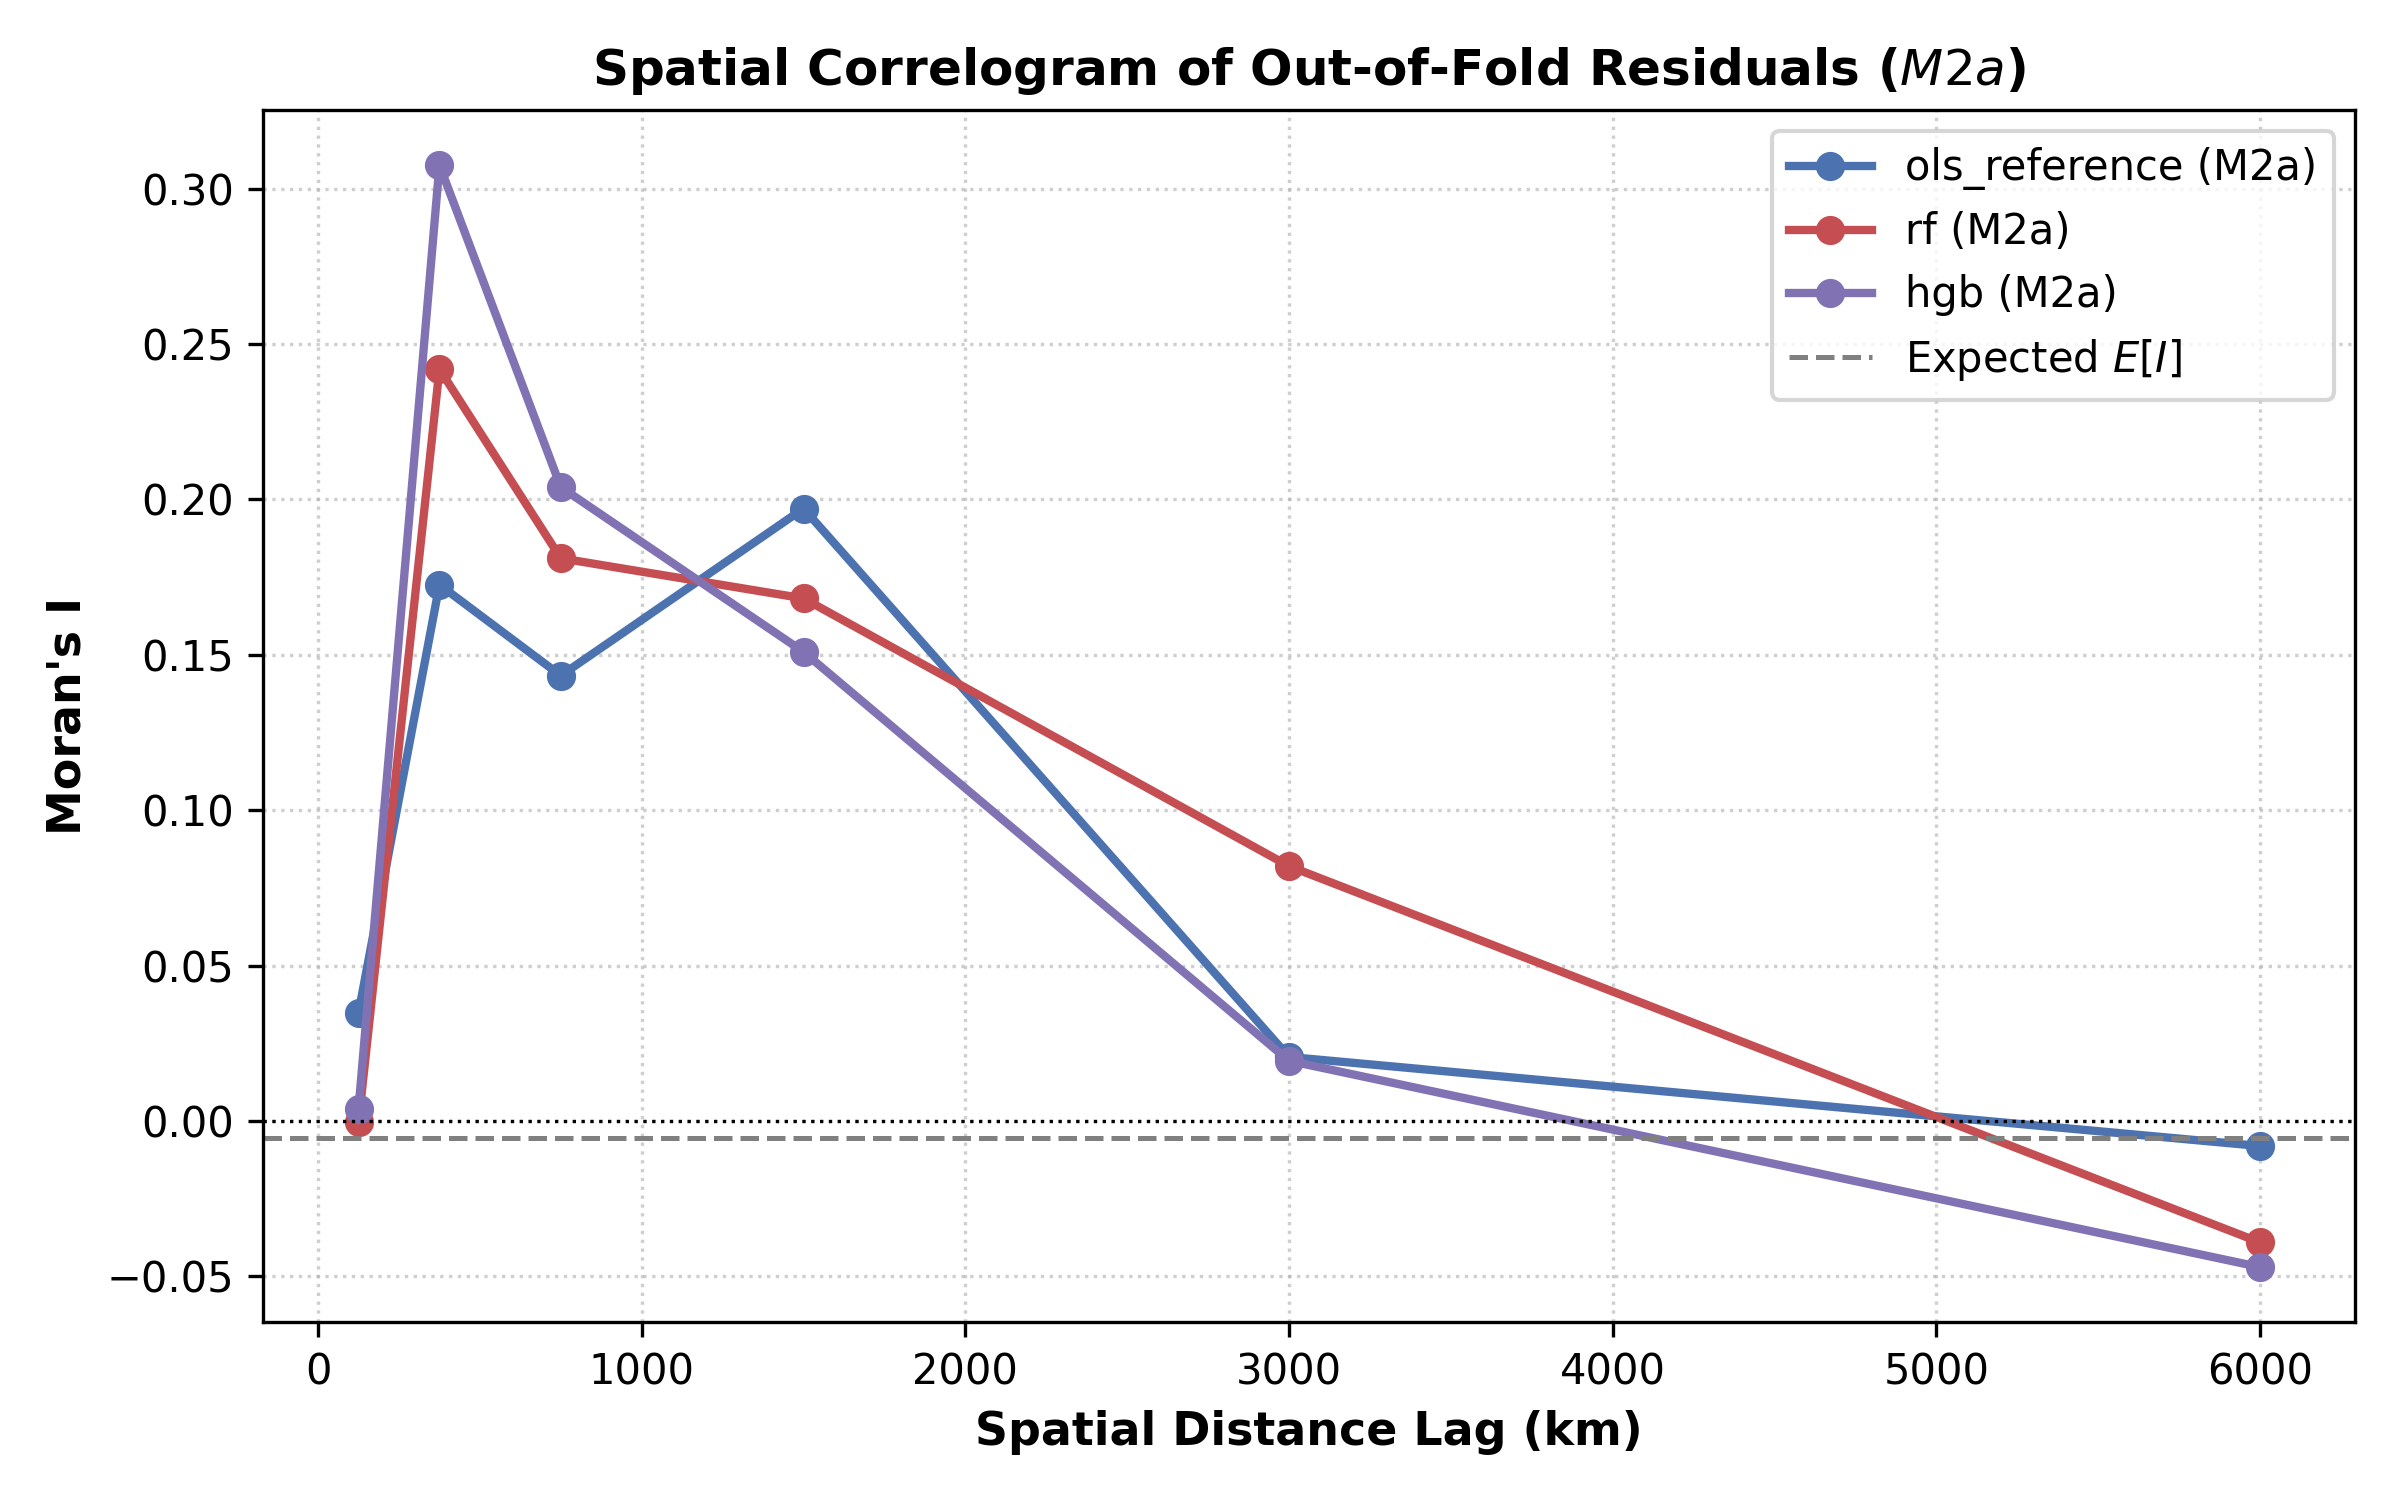 Spatial Correlogram of Out-of-Fold Residuals (M2a)
ols_reference (M2a)
rf (M2a)
hgb (M2a)
Expected E[I]
Moran's I
0.30
0.25
0.20
0.15
0.10
0.05
0.00
−0.05
0 1000 2000 3000 4000 5000 6000
Spatial Distance Lag (km)